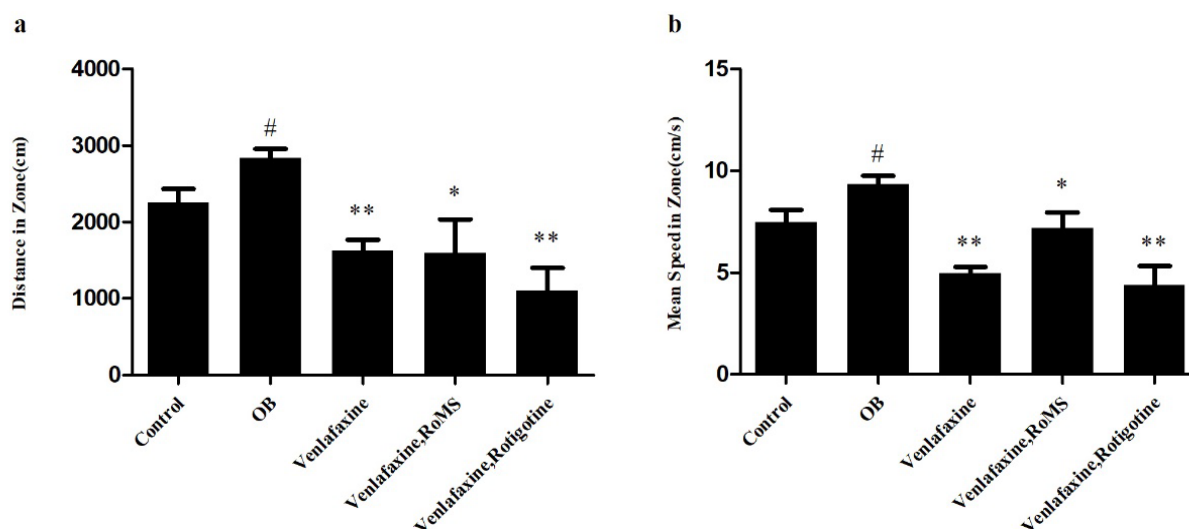 a
Distance in Zone(cm)
4000
3000
2000
1000
0
#
**
*
**
Control
OB
Venlafaxine
Venlafaxine,RoMS
Venlafaxine,Rotigotine
b
Mean Speed in Zone(cm/s)
15
10
5
0
#
**
*
**
Control
OB
Venlafaxine
Venlafaxine,RoMS
Venlafaxine,Rotigotine